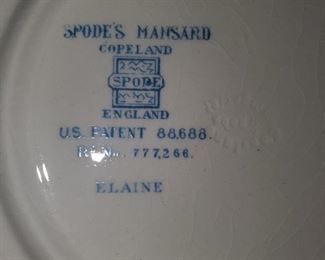 SPODE'S MANSARD
COPELAND
SPODE
ENGLAND
U.S. PATENT 88,688.
Rd. No. 777,266.
ELAINE